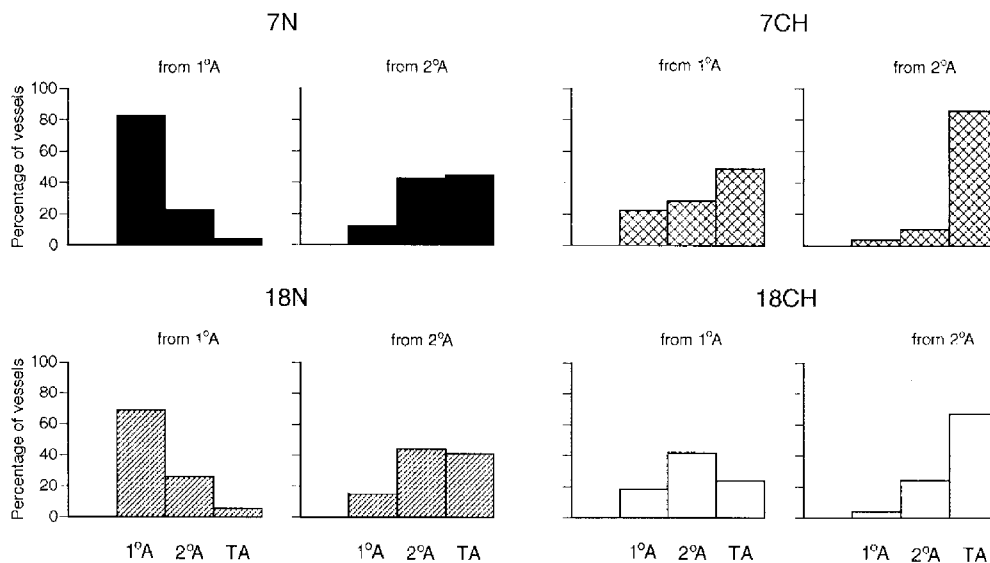 7N 7CH
from 1°A from 2°A from 1°A from 2°A
Percentage of vessels
100
80
60
40
20
0
18N 18CH
from 1°A from 2°A from 1°A from 2°A
Percentage of vessels
100
80
60
40
20
0
1°A 2°A TA 1°A 2°A TA 1°A 2°A TA 1°A 2°A TA